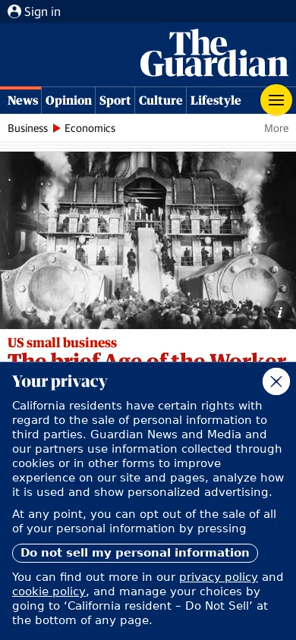 Sign in
The
Guardian
News Opinion Sport Culture Lifestyle
Business Economics More
US small business
The brief Age of the Worker
Your privacy
California residents have certain rights with
regard to the sale of personal information to
third parties. Guardian News and Media and
our partners use information collected through
cookies or in other forms to improve
experience on our site and pages, analyze how
it is used and show personalized advertising.
At any point, you can opt out of the sale of all
of your personal information by pressing
Do not sell my personal information
You can find out more in our privacy policy and
cookie policy, and manage your choices by
going to ‘California resident – Do Not Sell’ at
the bottom of any page.